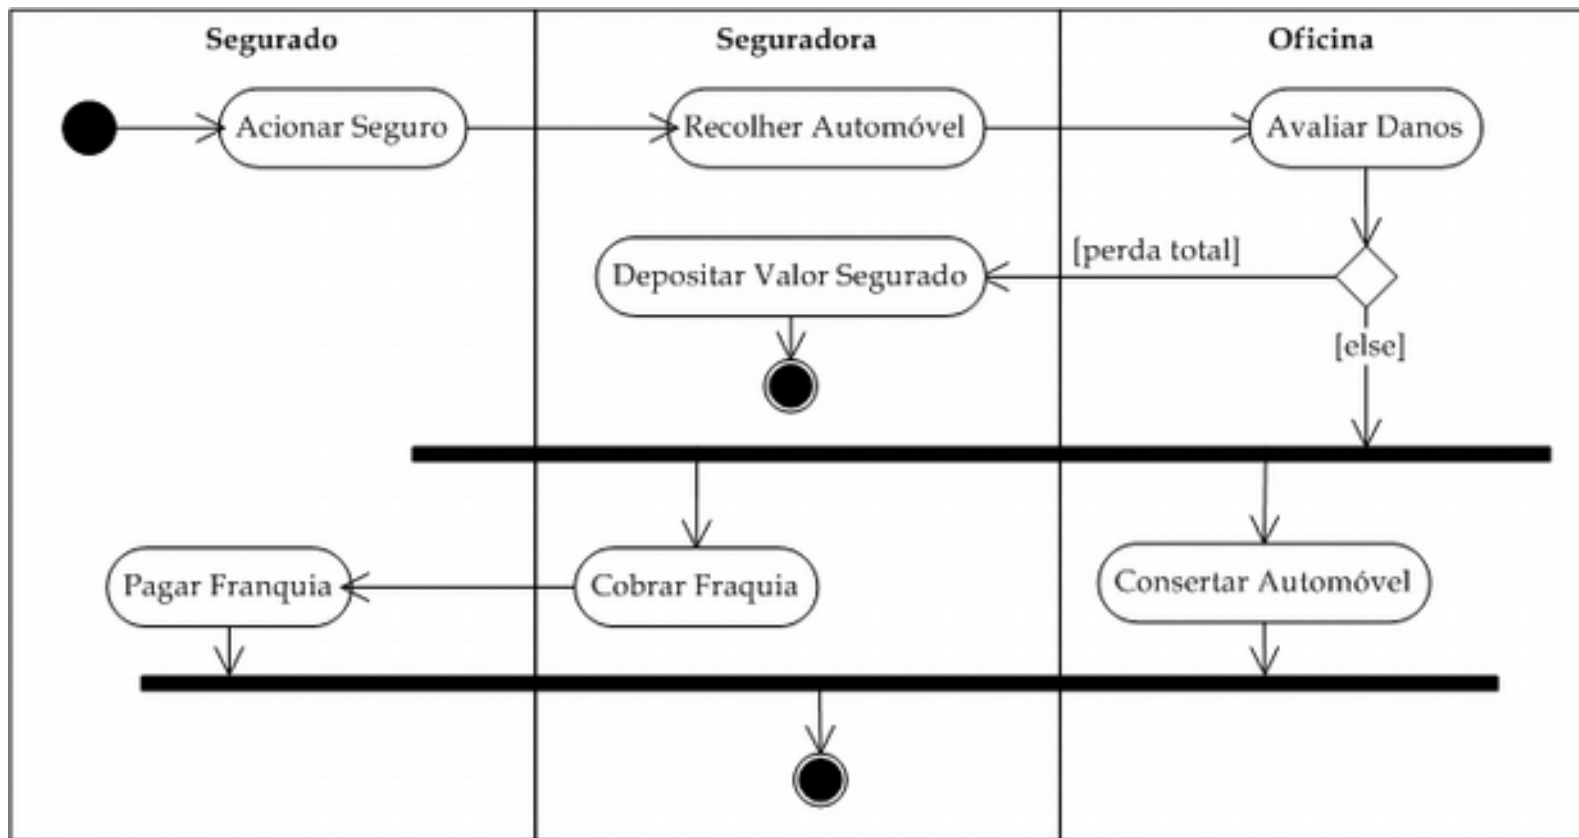 Segurado
Seguradora
Oficina
Acionar Seguro
Recolher Automóvel
Avaliar Danos
Depositar Valor Segurado
[perda total]
[else]
Pagar Franquia
Cobrar Fraquia
Consertar Automóvel